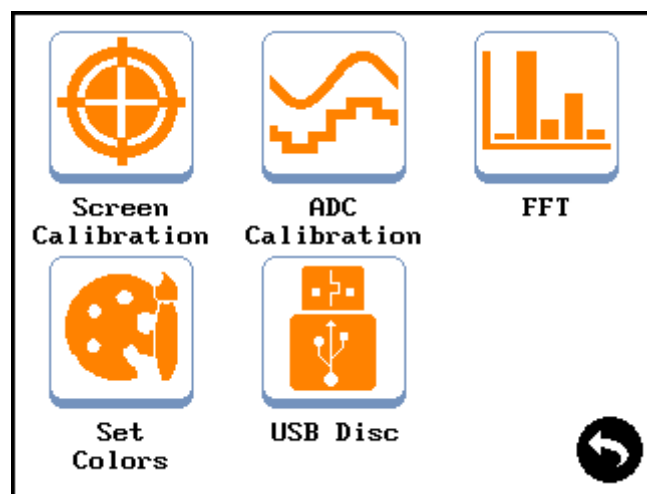 Screen
Calibration
ADC
Calibration
FFT
Set
Colors
USB Disc